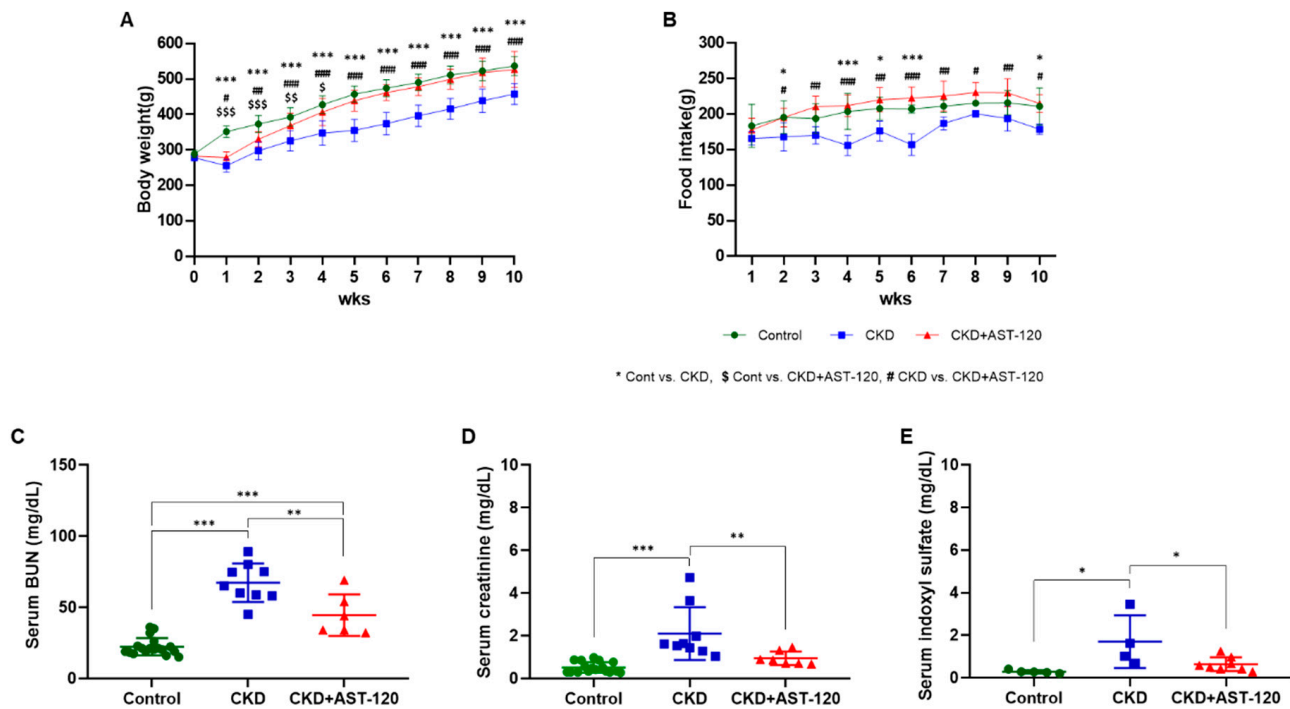 A
B
*** *** *** *** *** *** *** *** *** ***
# ## ### ### ### ### ### ### ### ###
$$$ $$$ $$ $
Body weight(g)
600
500
400
300
200
100
0
0 1 2 3 4 5 6 7 8 9 10
wks
* *** * *** *
# ## ### ## ### ## # ## #
Food intake(g)
300
250
200
150
100
50
0
1 2 3 4 5 6 7 8 9 10
wks
Control CKD CKD+AST-120
* Cont vs. CKD, $ Cont vs. CKD+AST-120, # CKD vs. CKD+AST-120
C
Serum BUN (mg/dL)
150
100
50
0
***
*** **
Control CKD CKD+AST-120
D
Serum creatinine (mg/dL)
10
8
6
4
2
0
*** **
Control CKD CKD+AST-120
E
Serum indoxyl sulfate (mg/dL)
10
8
6
4
2
0
* *
Control CKD CKD+AST-120